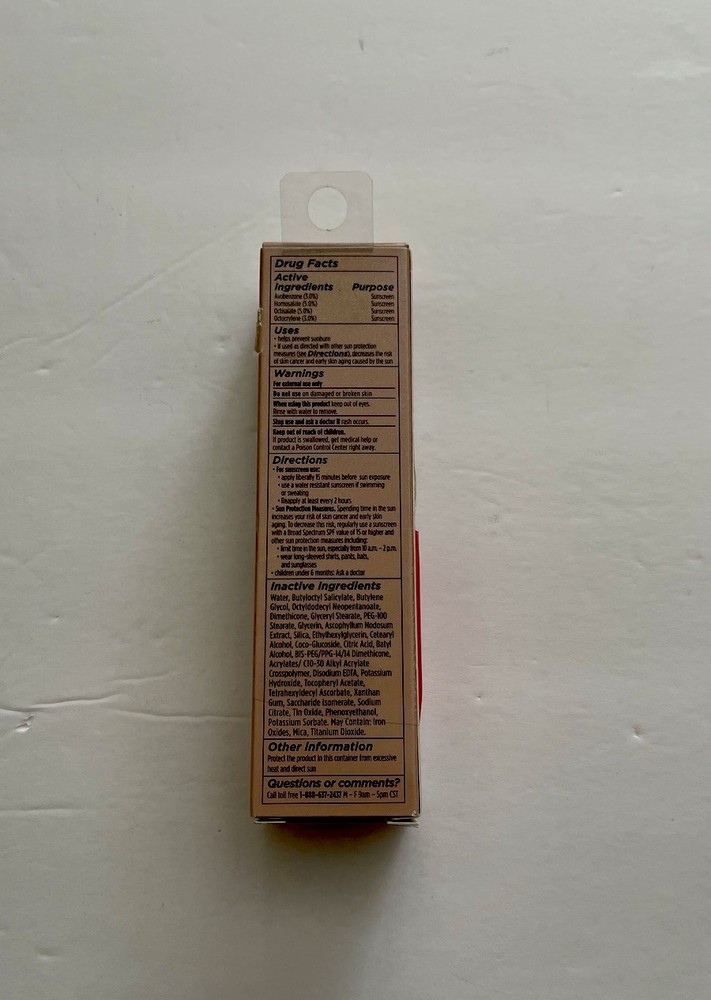 Drug Facts
Active
ingredients Purpose
Avobenzone (3.0%) Sunscreen
Homosalate (5.0%) Sunscreen
Octisalate (5.0%) Sunscreen
Octocrylene (3.0%) Sunscreen
Uses
• helps prevent sunburn
• if used as directed with other sun protection
measures (see Directions), decreases the risk
of skin cancer and early skin aging caused by the sun
Warnings
For external use only
Do not use on damaged or broken skin
When using this product keep out of eyes.
Rinse with water to remove.
Stop use and ask a doctor if rash occurs.
Keep out of reach of children.
If product is swallowed, get medical help or
contact a Poison Control Center right away.
Directions
• For sunscreen use:
• apply liberally 15 minutes before sun exposure
• use a water resistant sunscreen if swimming
or sweating
• Reapply at least every 2 hours
• Sun Protection Measures. Spending time in the sun
increases your risk of skin cancer and early skin
aging. To decrease this risk, regularly use a sunscreen
with a Broad Spectrum SPF value of 15 or higher and
other sun protection measures including:
• limit time in the sun, especially from 10 a.m. – 2 p.m.
• wear long-sleeved shirts, pants, hats,
and sunglasses
• children under 6 months: Ask a doctor
Inactive Ingredients
Water, Butyloctyl Salicylate, Butylene
Glycol, Octyldodecyl Neopentanoate,
Dimethicone, Glyceryl Stearate, PEG-100
Stearate, Glycerin, Ascophyllum Nodosum
Extract, Silica, Ethylhexylglycerin, Cetearyl
Alcohol, Coco-Glucoside, Citric Acid, Batyl
Alcohol, BIS-PEG/PPG-14/14 Dimethicone,
Acrylates/ C10-30 Alkyl Acrylate
Crosspolymer, Disodium EDTA, Potassium
Hydroxide, Tocopheryl Acetate,
Tetrahexyldecyl Ascorbate, Xanthan
Gum, Saccharide Isomerate, Sodium
Citrate, Tin Oxide, Phenoxyethanol,
Potassium Sorbate. May Contain: Iron
Oxides, Mica, Titanium Dioxide.
Other information
Protect the product in this container from excessive
heat and direct sun
Questions or comments?
Call toll free 1-888-637-2437 M – F 9am – 5pm CST